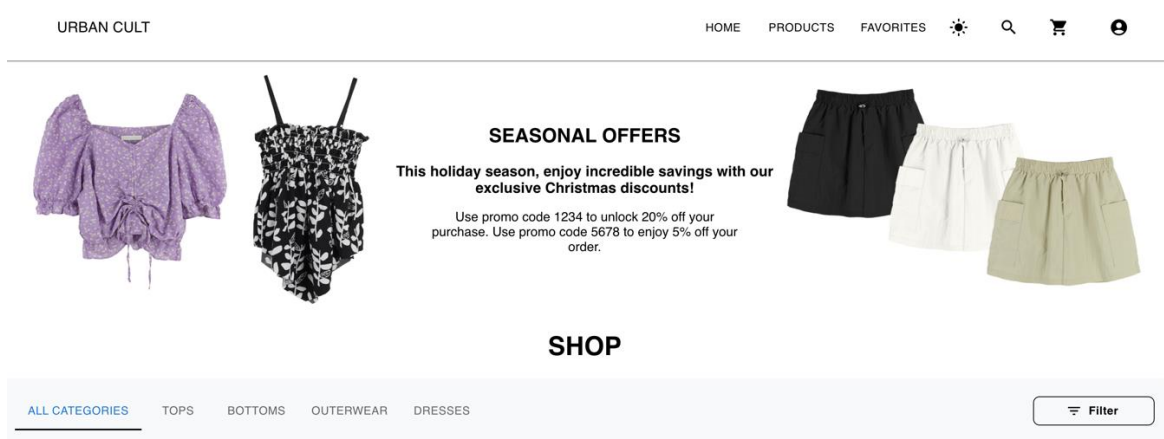 URBAN CULT
HOME PRODUCTS FAVORITES
SEASONAL OFFERS
This holiday season, enjoy incredible savings with our
exclusive Christmas discounts!
Use promo code 1234 to unlock 20% off your
purchase. Use promo code 5678 to enjoy 5% off your
order.
SHOP
ALL CATEGORIES TOPS BOTTOMS OUTERWEAR DRESSES
Filter